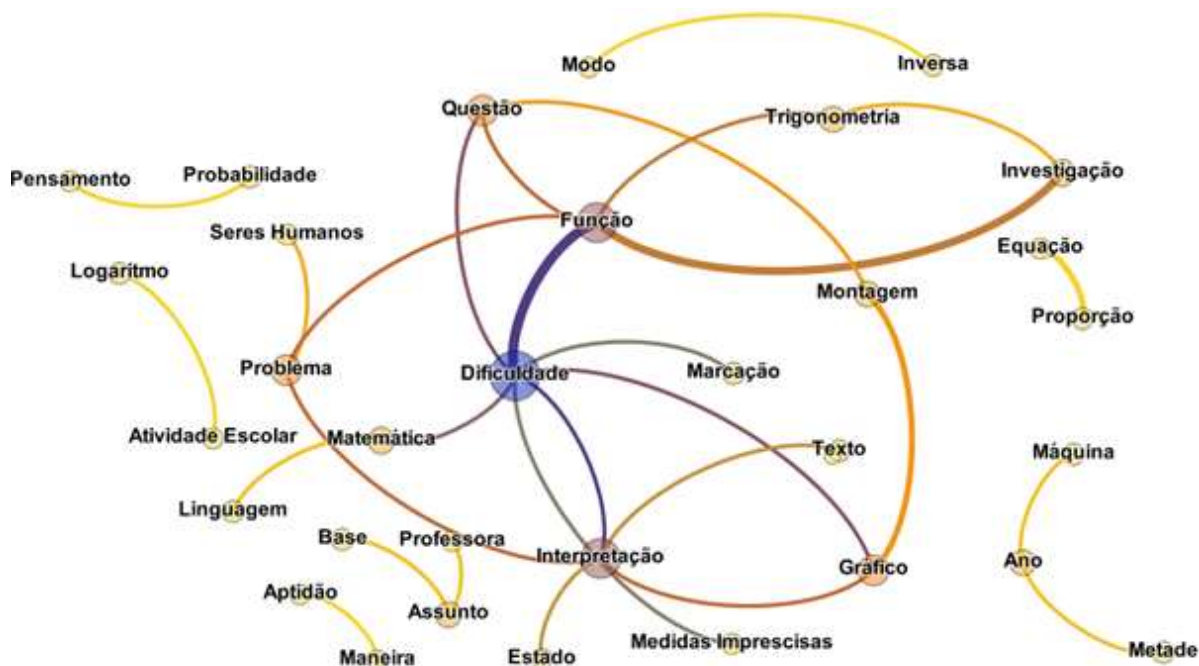 Modo
Inversa
Questão
Trigonometria
Pensamento
Probabilidade
Investigação
Seres Humanos
Função
Equação
Logaritmo
Montagem
Proporção
Problema
Dificuldade
Marcação
Atividade Escolar
Matemática
Texto
Máquina
Linguagem
Base
Professora
Interpretação
Gráfico
Ano
Aptidão
Assunto
Maneira
Estado
Medidas Imprescisas
Metade